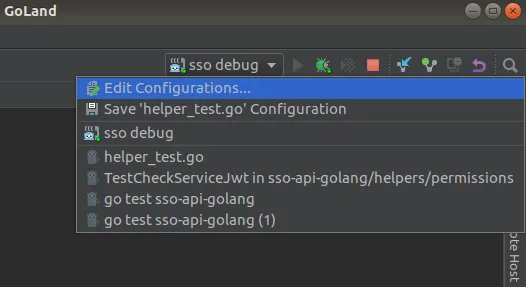 GoLand
sso debug
Edit Configurations...
Save 'helper_test.go' Configuration
sso debug
helper_test.go
TestCheckServiceJwt in sso-api-golang/helpers/permissions
go test sso-api-golang
go test sso-api-golang (1)
ote Host